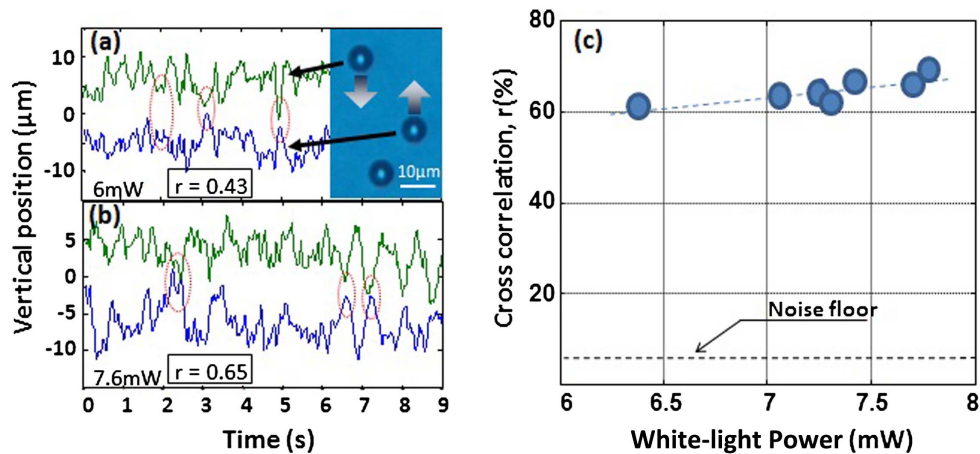 (a)
10
5
0
-10
6mW
r = 0.43
10µm
(b)
5
0
-5
-10
7.6mW
r = 0.65
0 1 2 3 4 5 6 7 8 9
Time (s)
Vertical position (µm)
(c)
80
60
40
20
Noise floor
6 6.5 7 7.5 8
White-light Power (mW)
Cross correlation, r(%)